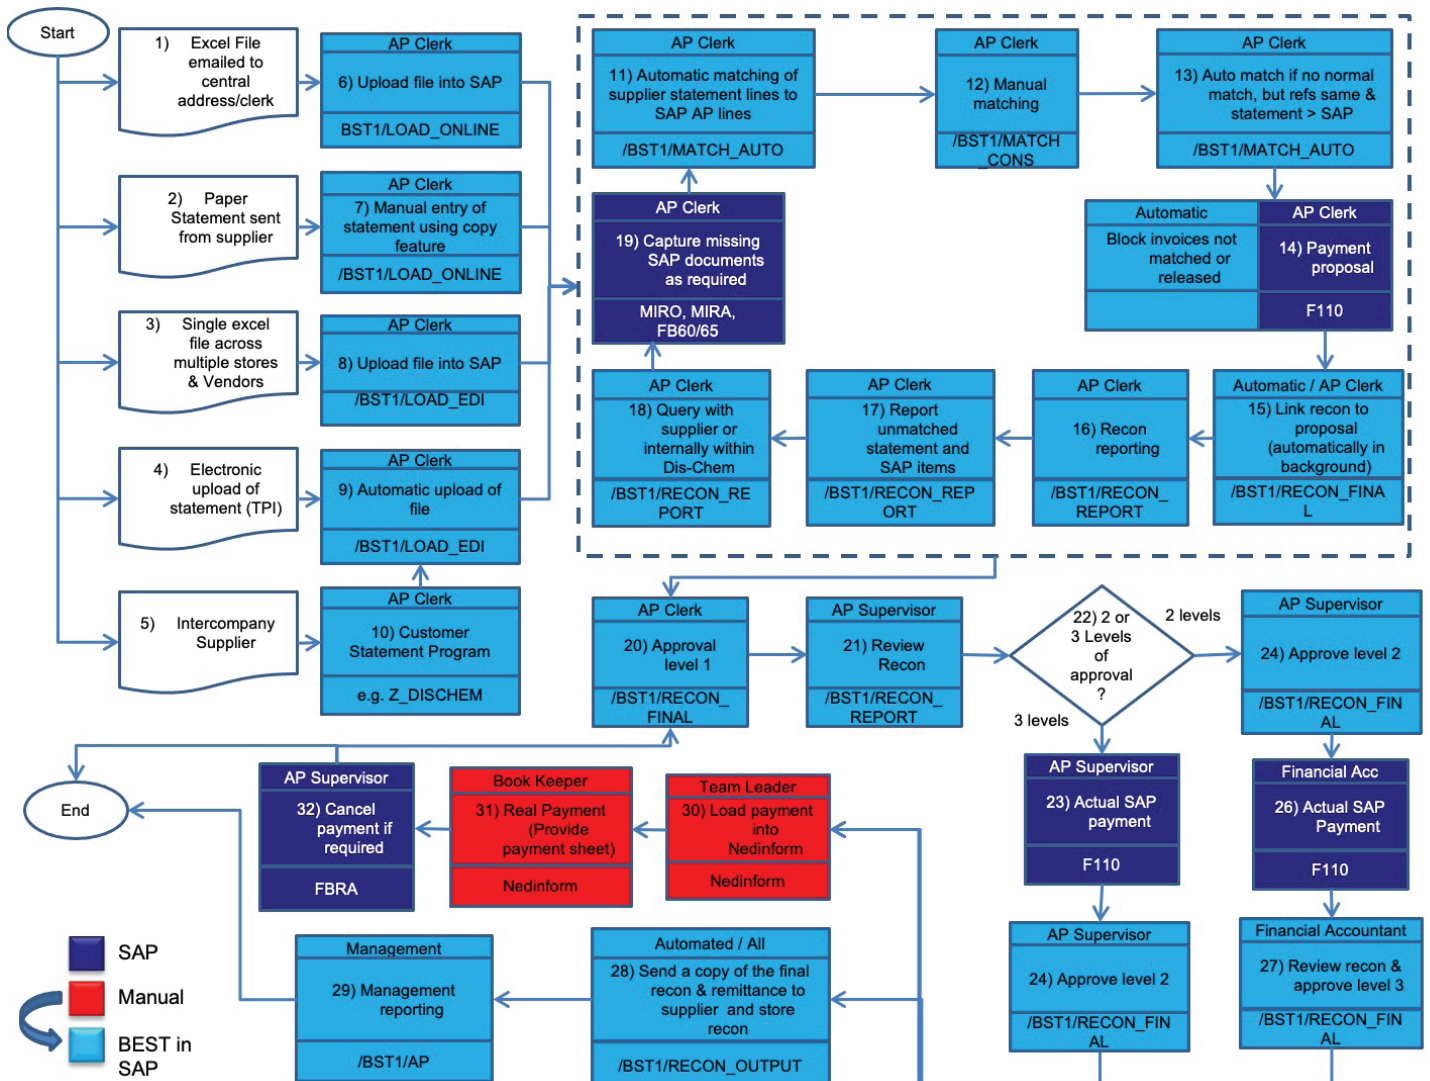 Start
1) Excel File
emailed to
central
address/clerk
AP Clerk
6) Upload file into SAP
BST1/LOAD_ONLINE
2) Paper
Statement sent
from supplier
AP Clerk
7) Manual entry of
statement using copy
feature
/BST1/LOAD_ONLINE
3) Single excel
file across
multiple stores
& Vendors
AP Clerk
8) Upload file into SAP
/BST1/LOAD_EDI
4) Electronic
upload of
statement (TPI)
AP Clerk
9) Automatic upload of
file
/BST1/LOAD_EDI
5) Intercompany
Supplier
AP Clerk
10) Customer
Statement Program
e.g. Z_DISCHEM
AP Clerk
11) Automatic matching of
supplier statement lines to
SAP AP lines
/BST1/MATCH_AUTO
AP Clerk
12) Manual
matching
/BST1/MATCH
_CONS
AP Clerk
13) Auto match if no normal
match, but refs same &
statement > SAP
/BST1/MATCH_AUTO
Automatic
Block invoices not
matched or
released
AP Clerk
14) Payment
proposal
F110
Automatic / AP Clerk
15) Link recon to
proposal
(automatically in
background)
/BST1/RECON_FINA
L
AP Clerk
16) Recon
reporting
/BST1/RECON_
REPORT
AP Clerk
17) Report
unmatched
statement and
SAP items
/BST1/RECON_REP
ORT
AP Clerk
18) Query with
supplier or
internally within
Dis-Chem
/BST1/RECON_RE
PORT
AP Clerk
19) Capture missing
SAP documents
as required
MIRO, MIRA,
FB60/65
AP Clerk
20) Approval
level 1
/BST1/RECON_
FINAL
AP Supervisor
21) Review
Recon
/BST1/RECON_
REPORT
22) 2 or
3 Levels
of
approval
?
2 levels
3 levels
AP Supervisor
24) Approve level 2
/BST1/RECON_FIN
AL
AP Supervisor
23) Actual SAP
payment
F110
Financial Acc
26) Actual SAP
Payment
F110
AP Supervisor
24) Approve level 2
/BST1/RECON_FIN
AL
Financial Accountant
27) Review recon &
approve level 3
/BST1/RECON_FIN
AL
End
AP Supervisor
32) Cancel
payment if
required
FBRA
Book Keeper
31) Real Payment
(Provide
payment sheet)
Nedinform
Team Leader
30) Load payment
into
Nedinform
Nedinform
Management
29) Management
reporting
/BST1/AP
Automated / All
28) Send a copy of the final
recon & remittance to
supplier and store
recon
/BST1/RECON_OUTPUT
SAP
Manual
BEST in
SAP